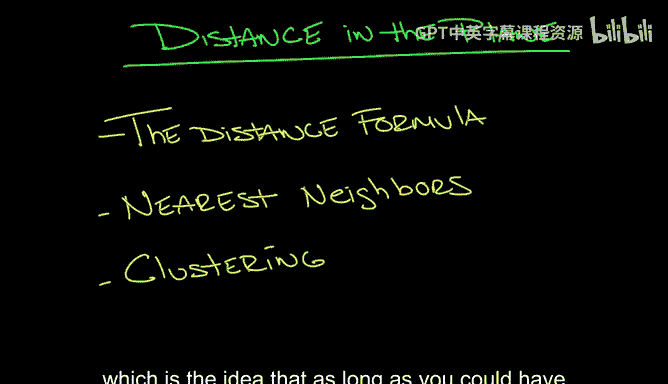 Distance in the Plane
GPT中英字幕课程资源 bilibili
- The Distance Formula
- Nearest Neighbors
- Clustering
which is the idea that as long as you could have